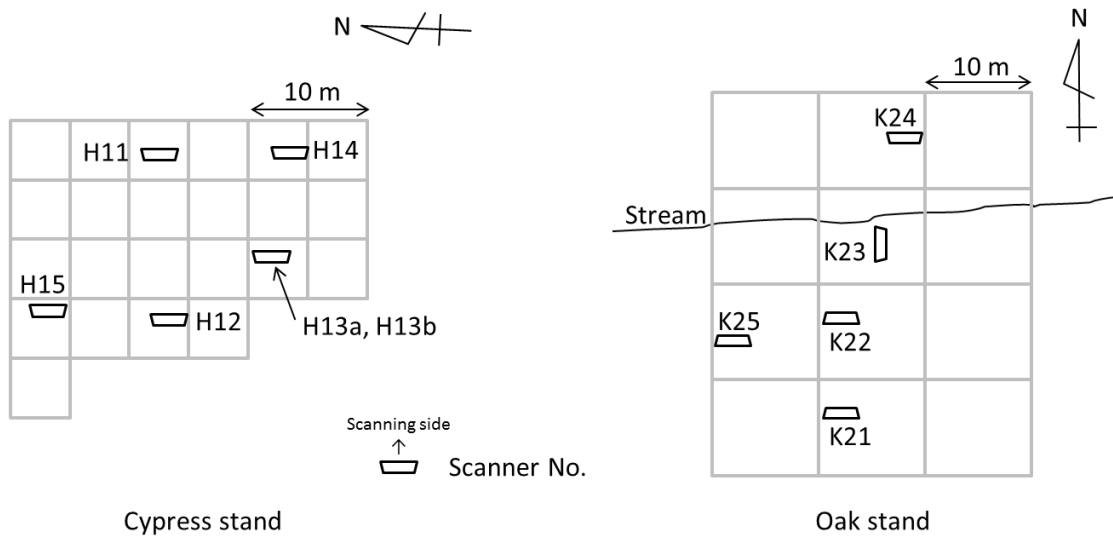 N
10 m
H11
H14
H15
H12
H13a, H13b
Scanning side
Scanner No.
Cypress stand
N
10 m
K24
Stream
K23
K25
K22
K21
Oak stand